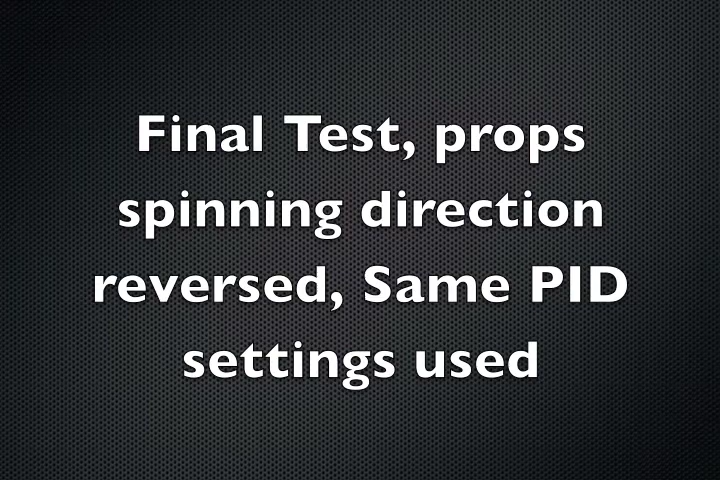 Final Test, props
spinning direction
reversed, Same PID
settings used